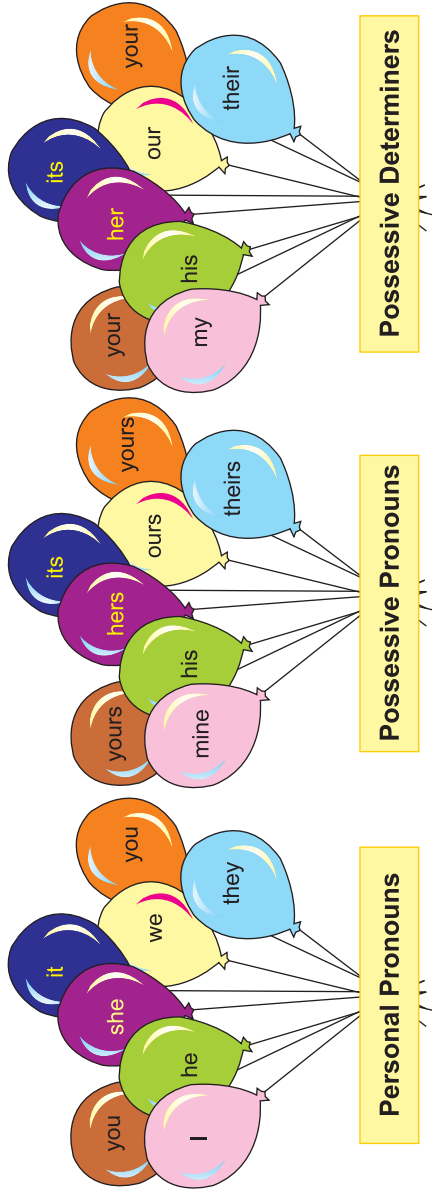 it
you
she
you
we
he
I
they
Personal Pronouns
its
yours
hers
yours
ours
his
mine
theirs
Possessive Pronouns
its
your
her
your
our
his
my
their
Possessive Determiners